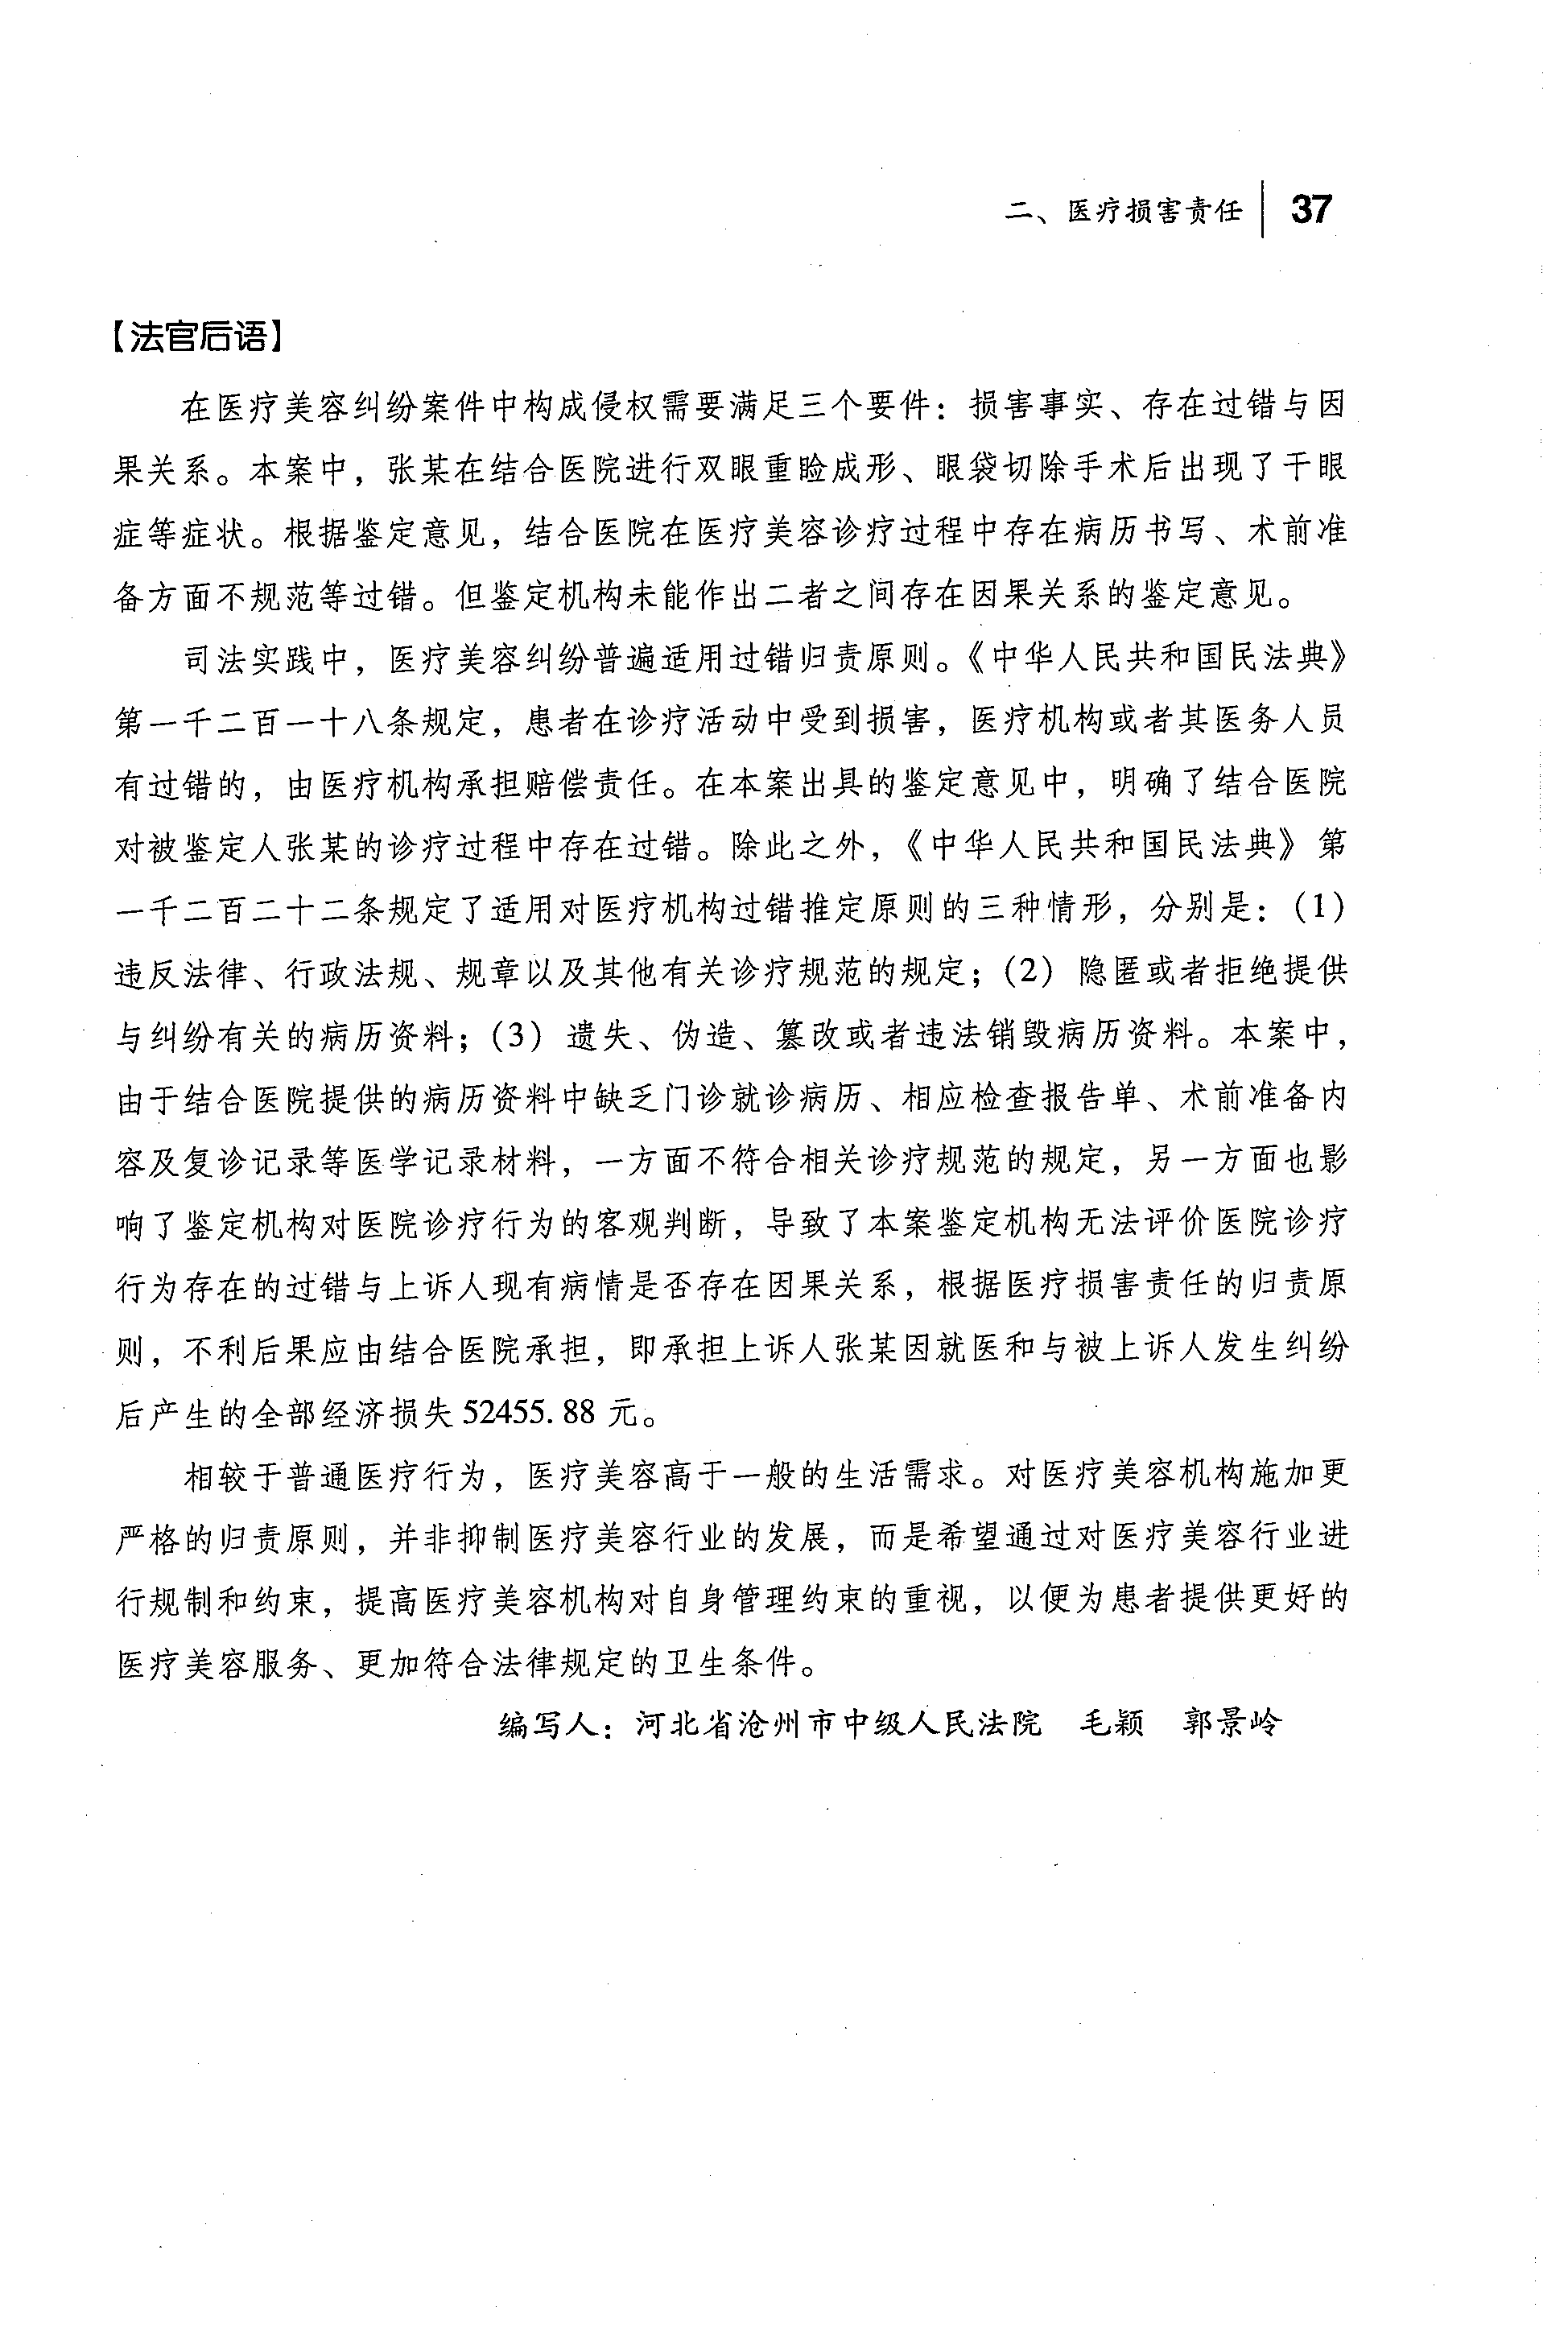 二、医疗损害责任 37
【法官后语】
在医疗美容纠纷案件中构成侵权需要满足三个要件：损害事实、存在过错与因
果关系。本案中，张某在结合医院进行双眼重睑成形、眼袋切除手术后出现了干眼
症等症状。根据鉴定意见，结合医院在医疗美容诊疗过程中存在病历书写、术前准
备方面不规范等过错。但鉴定机构未能作出二者之间存在因果关系的鉴定意见。
司法实践中，医疗美容纠纷普遍适用过错归责原则。《中华人民共和国民法典》
第一千二百一十八条规定，患者在诊疗活动中受到损害，医疗机构或者其医务人员
有过错的，由医疗机构承担赔偿责任。在本案出具的鉴定意见中，明确了结合医院
对被鉴定人张某的诊疗过程中存在过错。除此之外，《中华人民共和国民法典》第
一千二百二十二条规定了适用对医疗机构过错推定原则的三种情形，分别是：（1）
违反法律、行政法规、规章以及其他有关诊疗规范的规定；（2）隐匿或者拒绝提供
与纠纷有关的病历资料；（3）遗失、伪造、篡改或者违法销毁病历资料。本案中，
由于结合医院提供的病历资料中缺乏门诊就诊病历、相应检查报告单、术前准备内
容及复诊记录等医学记录材料，一方面不符合相关诊疗规范的规定，另一方面也影
响了鉴定机构对医院诊疗行为的客观判断，导致了本案鉴定机构无法评价医院诊疗
行为存在的过错与上诉人现有病情是否存在因果关系，根据医疗损害责任的归责原
则，不利后果应由结合医院承担，即承担上诉人张某因就医和与被上诉人发生纠纷
后产生的全部经济损失 52455.88 元。
相较于普通医疗行为，医疗美容高于一般的生活需求。对医疗美容机构施加更
严格的归责原则，并非抑制医疗美容行业的发展，而是希望通过对医疗美容行业进
行规制和约束，提高医疗美容机构对自身管理约束的重视，以便为患者提供更好的
医疗美容服务、更加符合法律规定的卫生条件。
编写人：河北省沧州市中级人民法院 毛颖 郭景岭